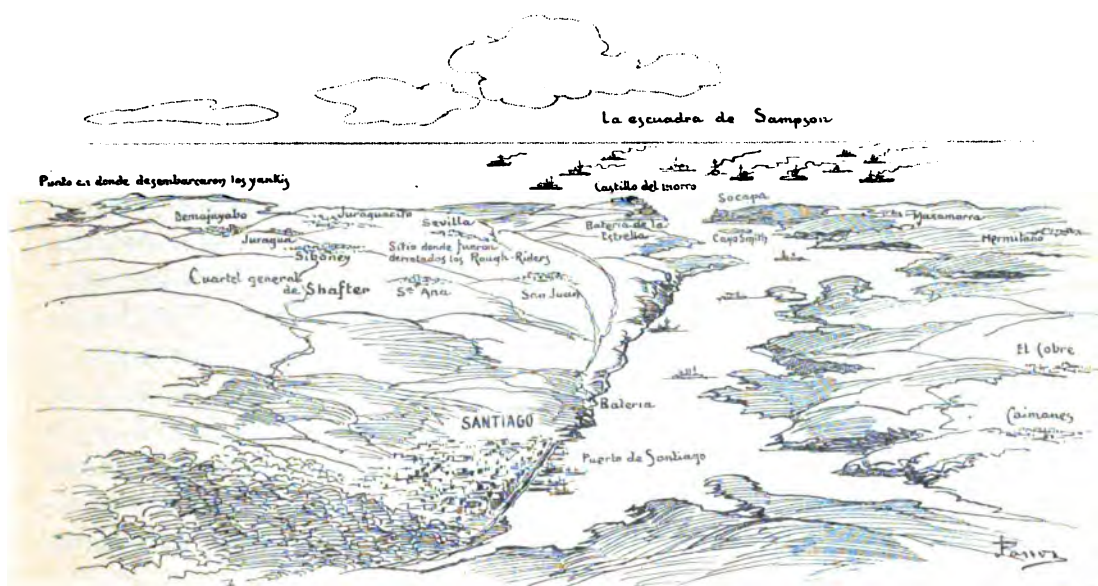 La escuadra de Sampson
Punto en donde desembarcaron los yankis
Castillo del morro
Socapa
Demajayabo
Juraguacito
Sevilla
Bateria de la
Estrella
Mazamorra
Juragua
Siboney
Sitio donde fueron
derrotados los Rough-Riders
Cayo Smith
Hermitaño
Cuartel general
de Shafter
Sta Ana
San Juan
El Cobre
Bateria
Caimanes
SANTIAGO
Puerto de Santiago